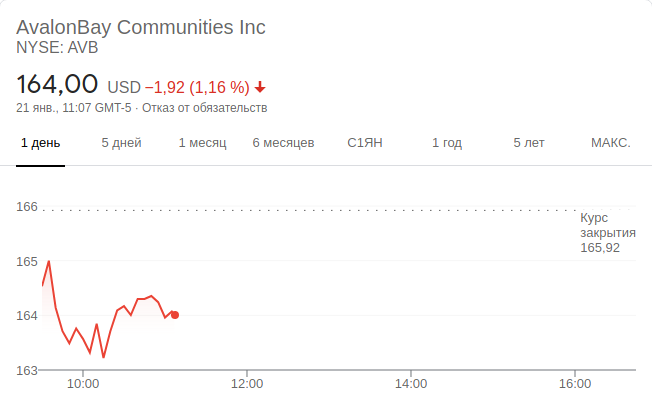 AvalonBay Communities Inc
NYSE: AVB
164,00 USD −1,92 (1,16 %)
21 янв., 11:07 GMT-5 · Отказ от обязательств
1 день 5 дней 1 месяц 6 месяцев С1ЯН 1 год 5 лет МАКС.
166
Курс
закрытия
165,92
165
164
163
10:00 12:00 14:00 16:00